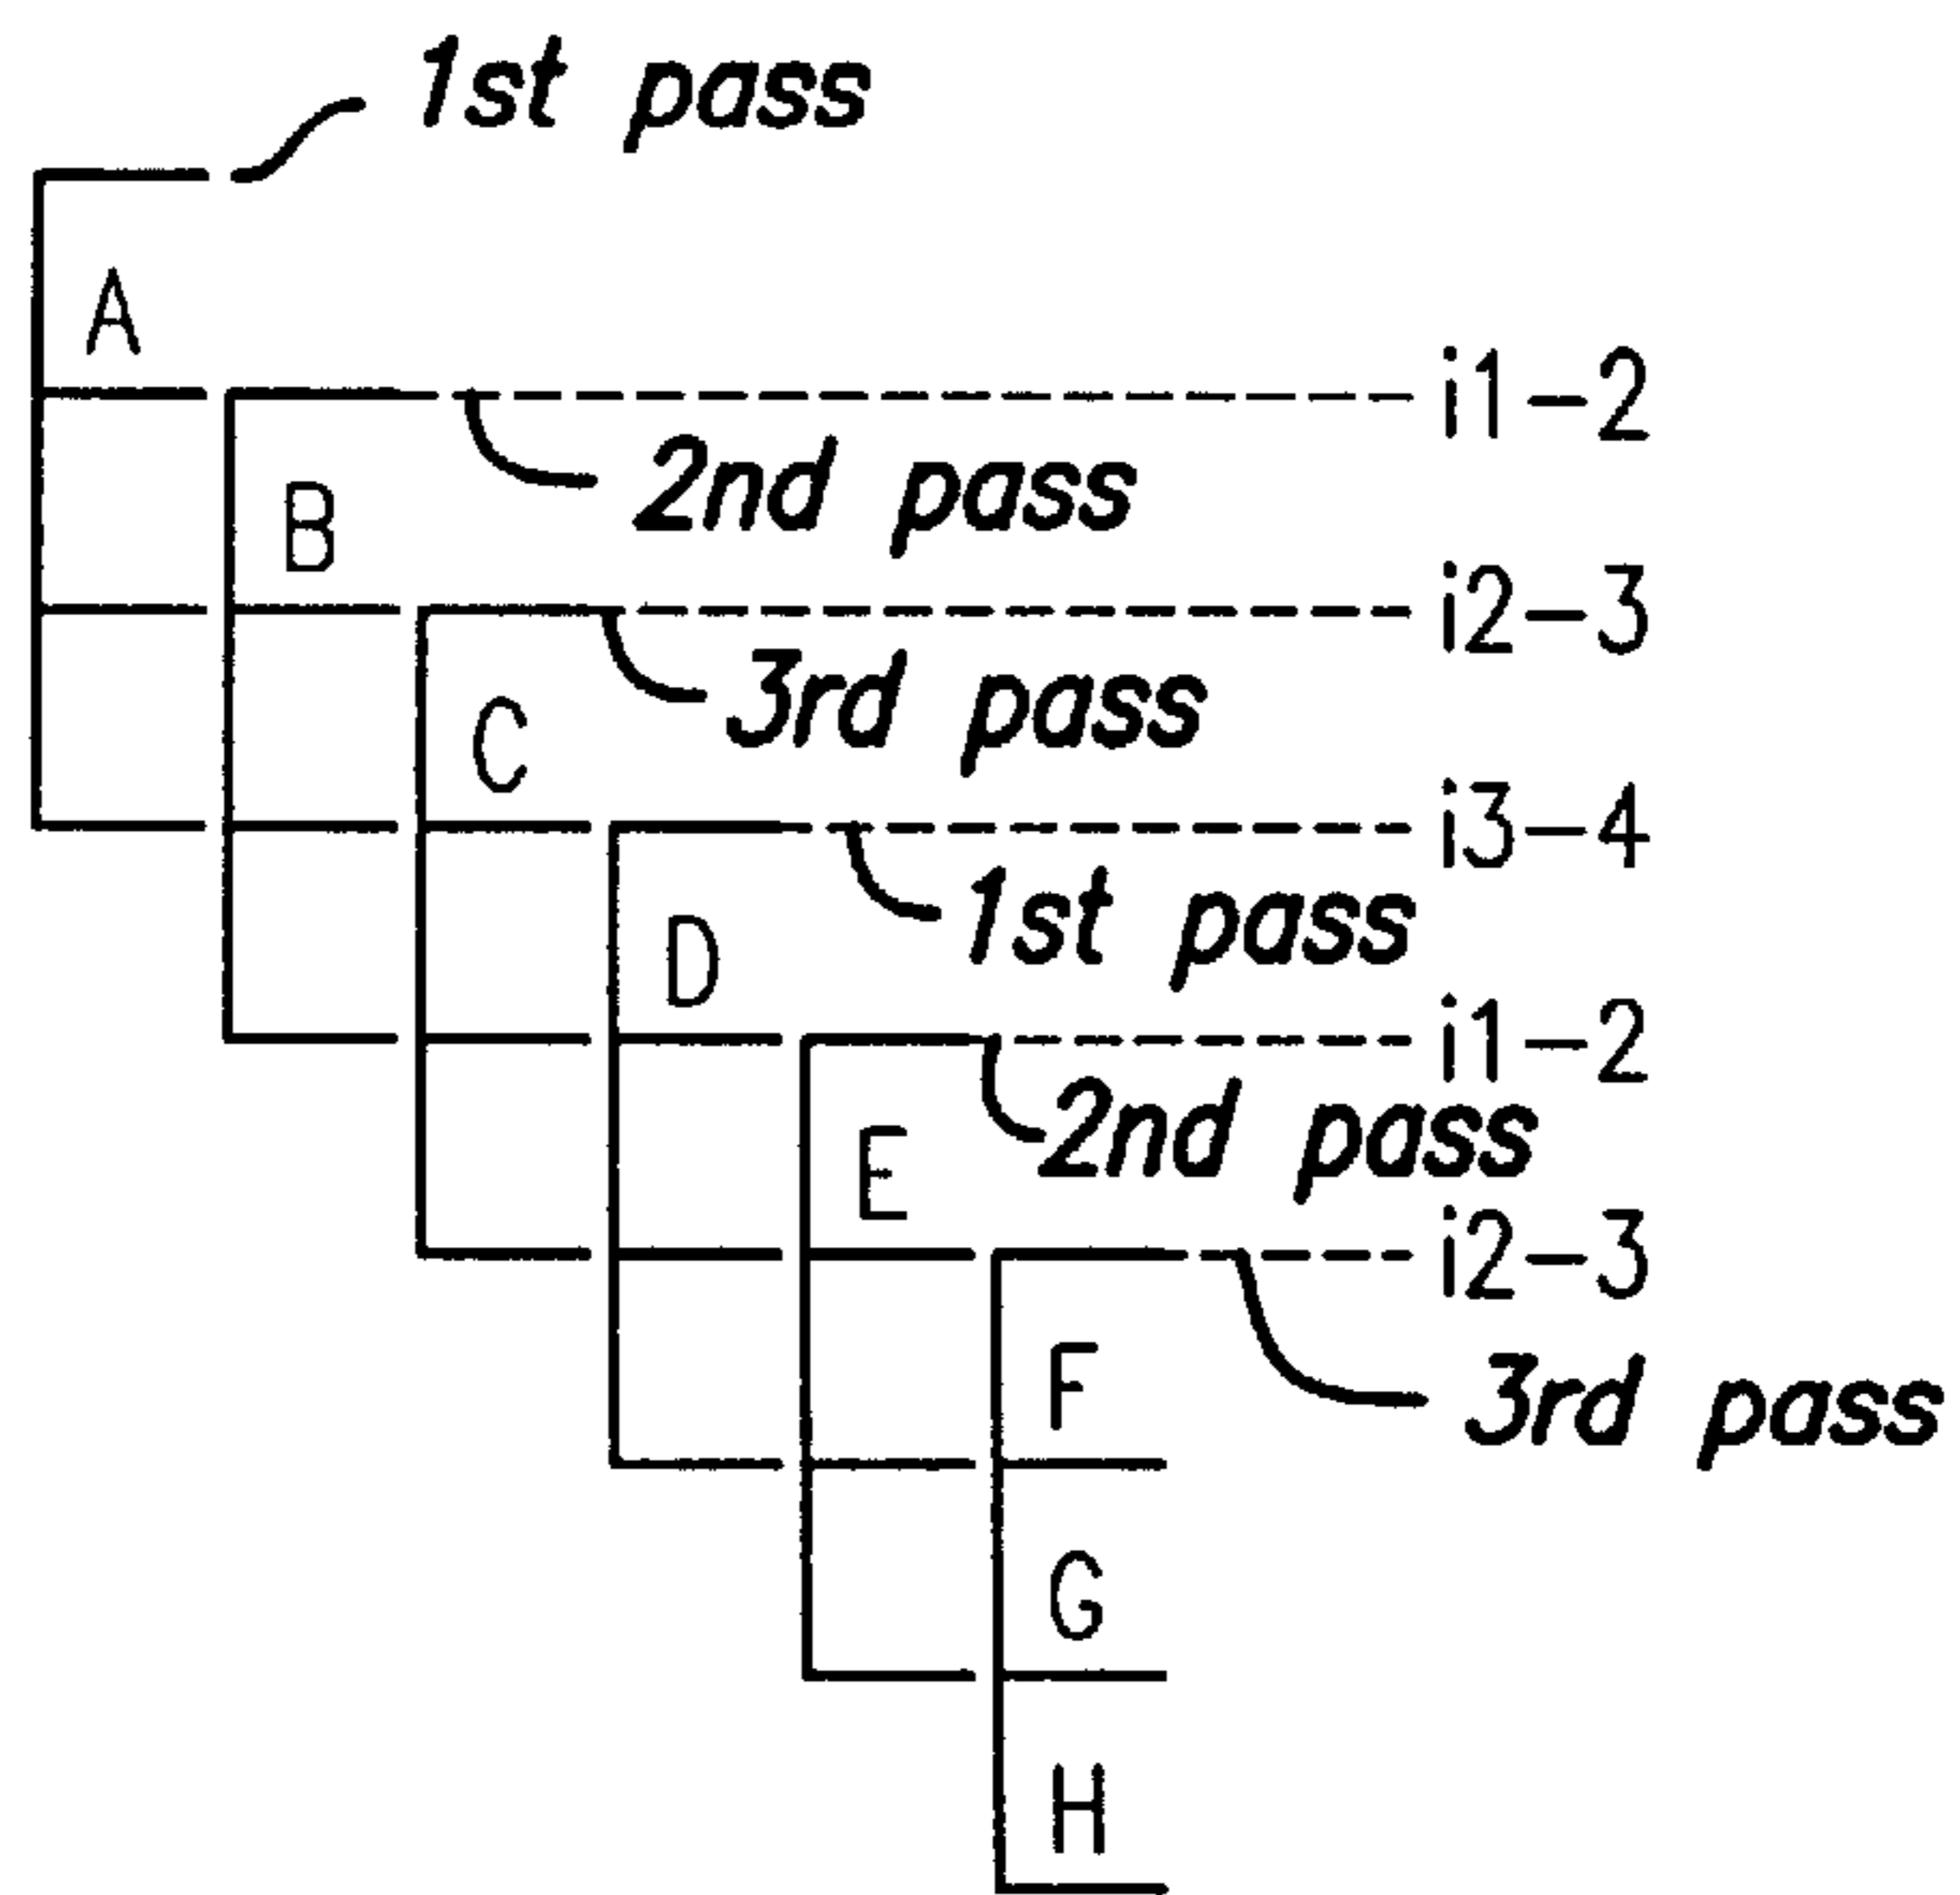 1st pass
A
i1-2
2nd pass
B
i2-3
3rd pass
C
i3-4
1st pass
D
i1-2
2nd pass
E
i2-3
F
3rd pass
G
H